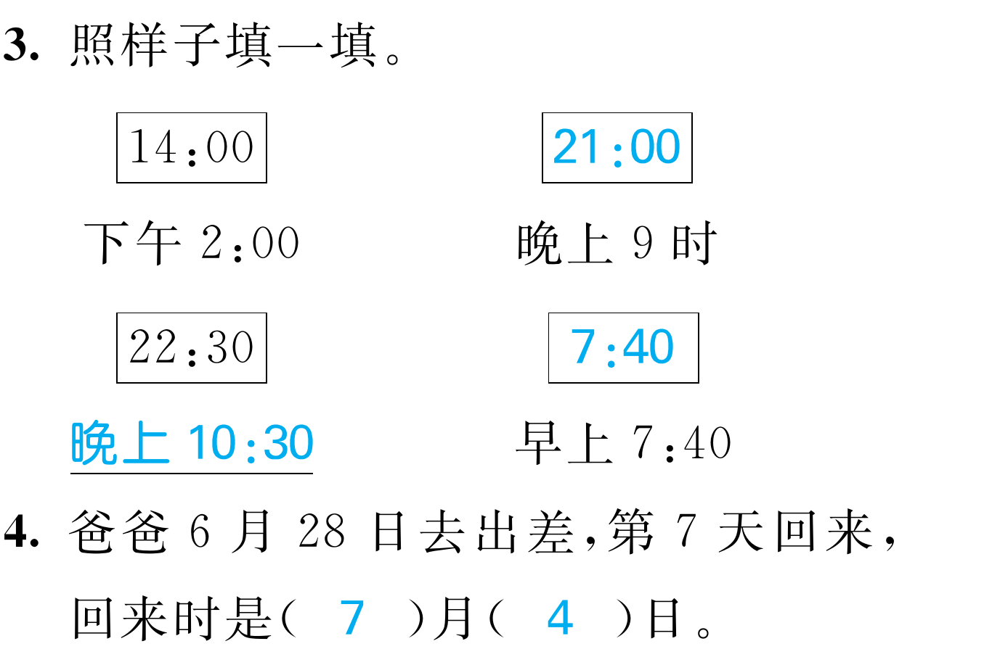 3. 照样子填一填。
14:00 21:00
下午 2:00 晚上 9 时
22:30 7:40
晚上 10:30 早上 7:40
4. 爸爸 6 月 28 日去出差,第 7 天回来,
回来时是( 7 )月( 4 )日。